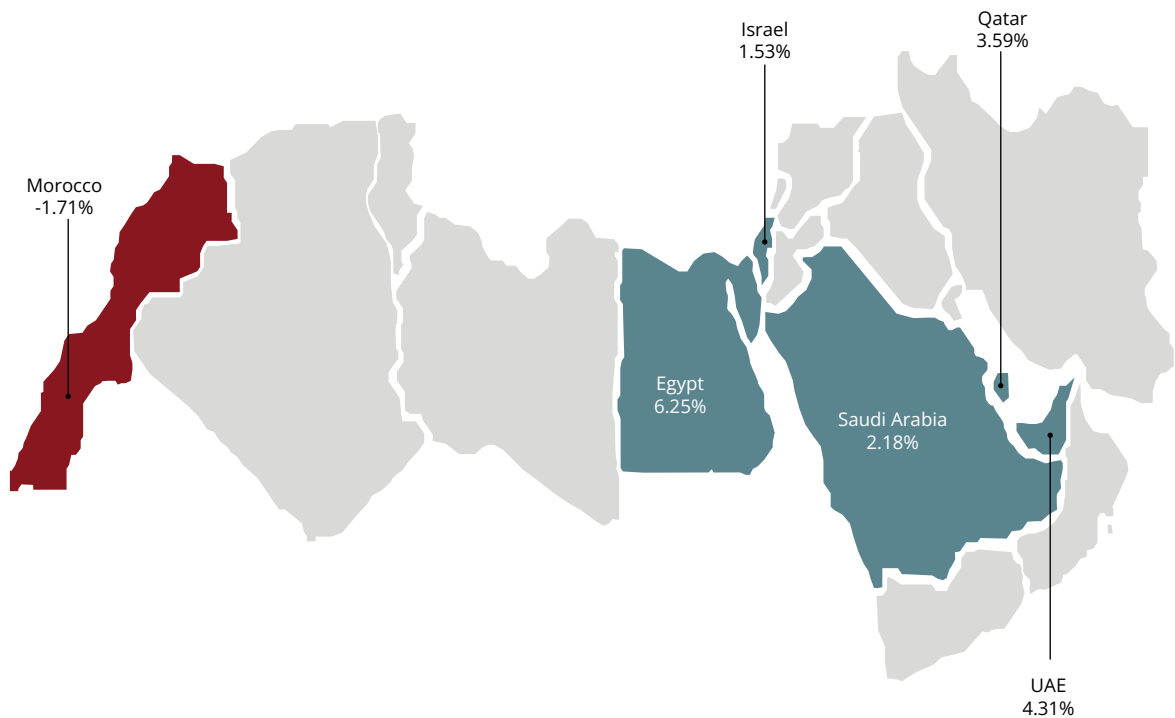 Qatar
3.59%
Israel
1.53%
Morocco
-1.71%
Egypt
6.25%
Saudi Arabia
2.18%
UAE
4.31%